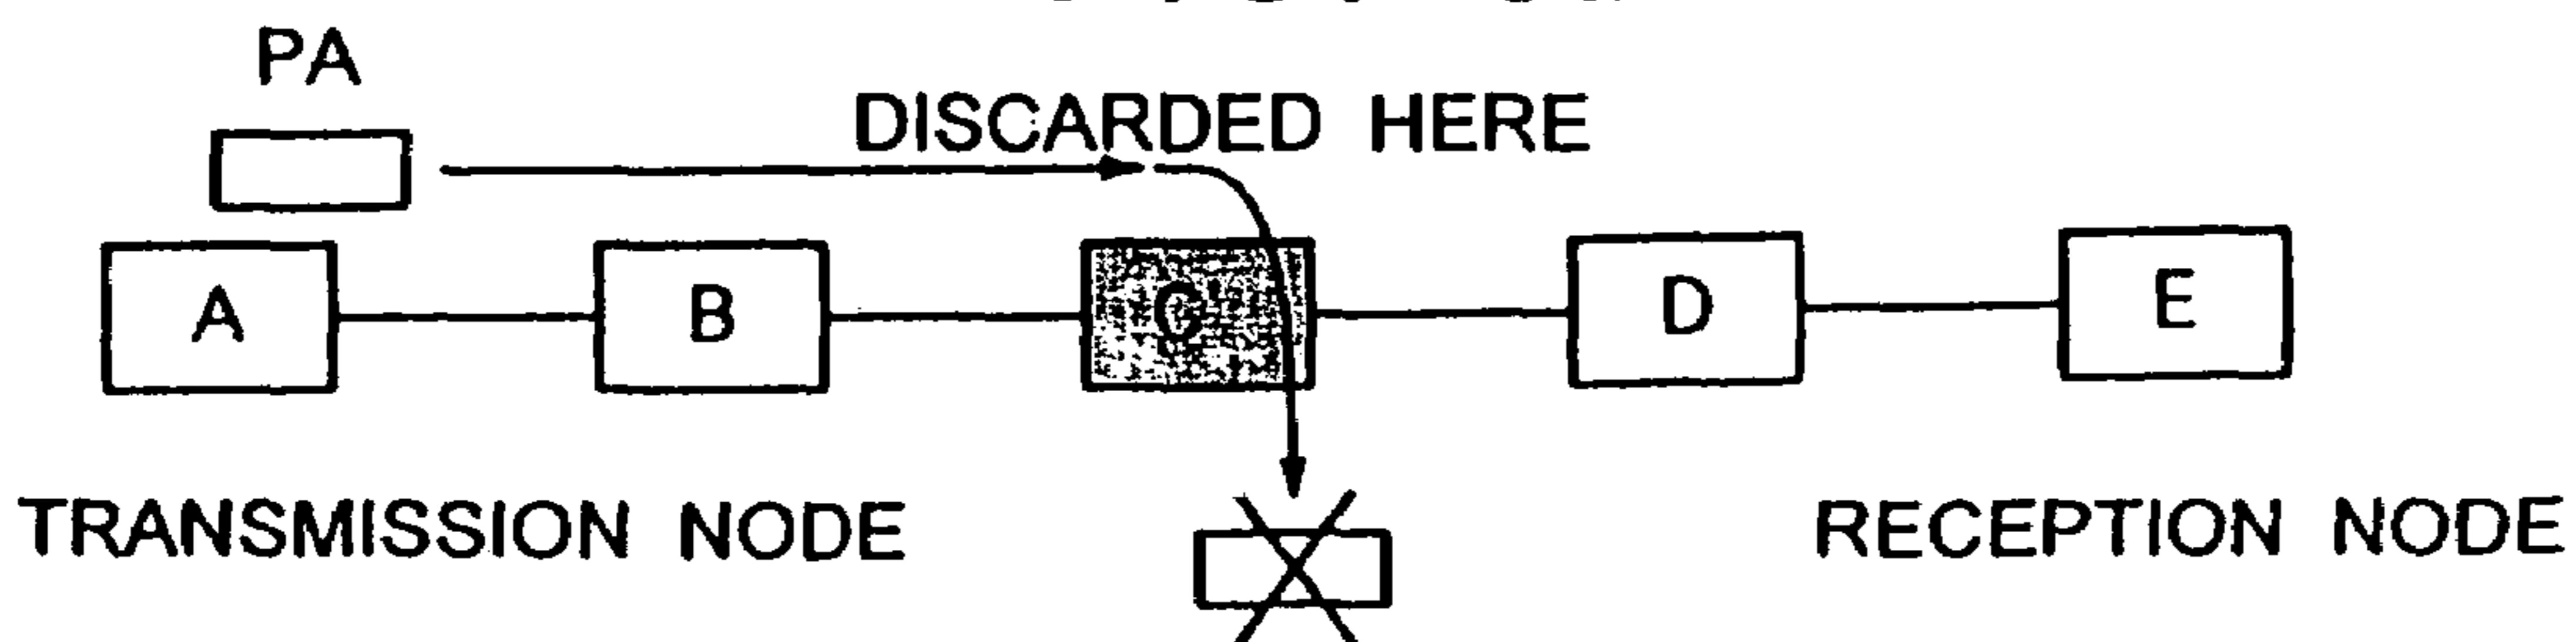 PA
DISCARDED HERE
A B C D E
TRANSMISSION NODE RECEPTION NODE